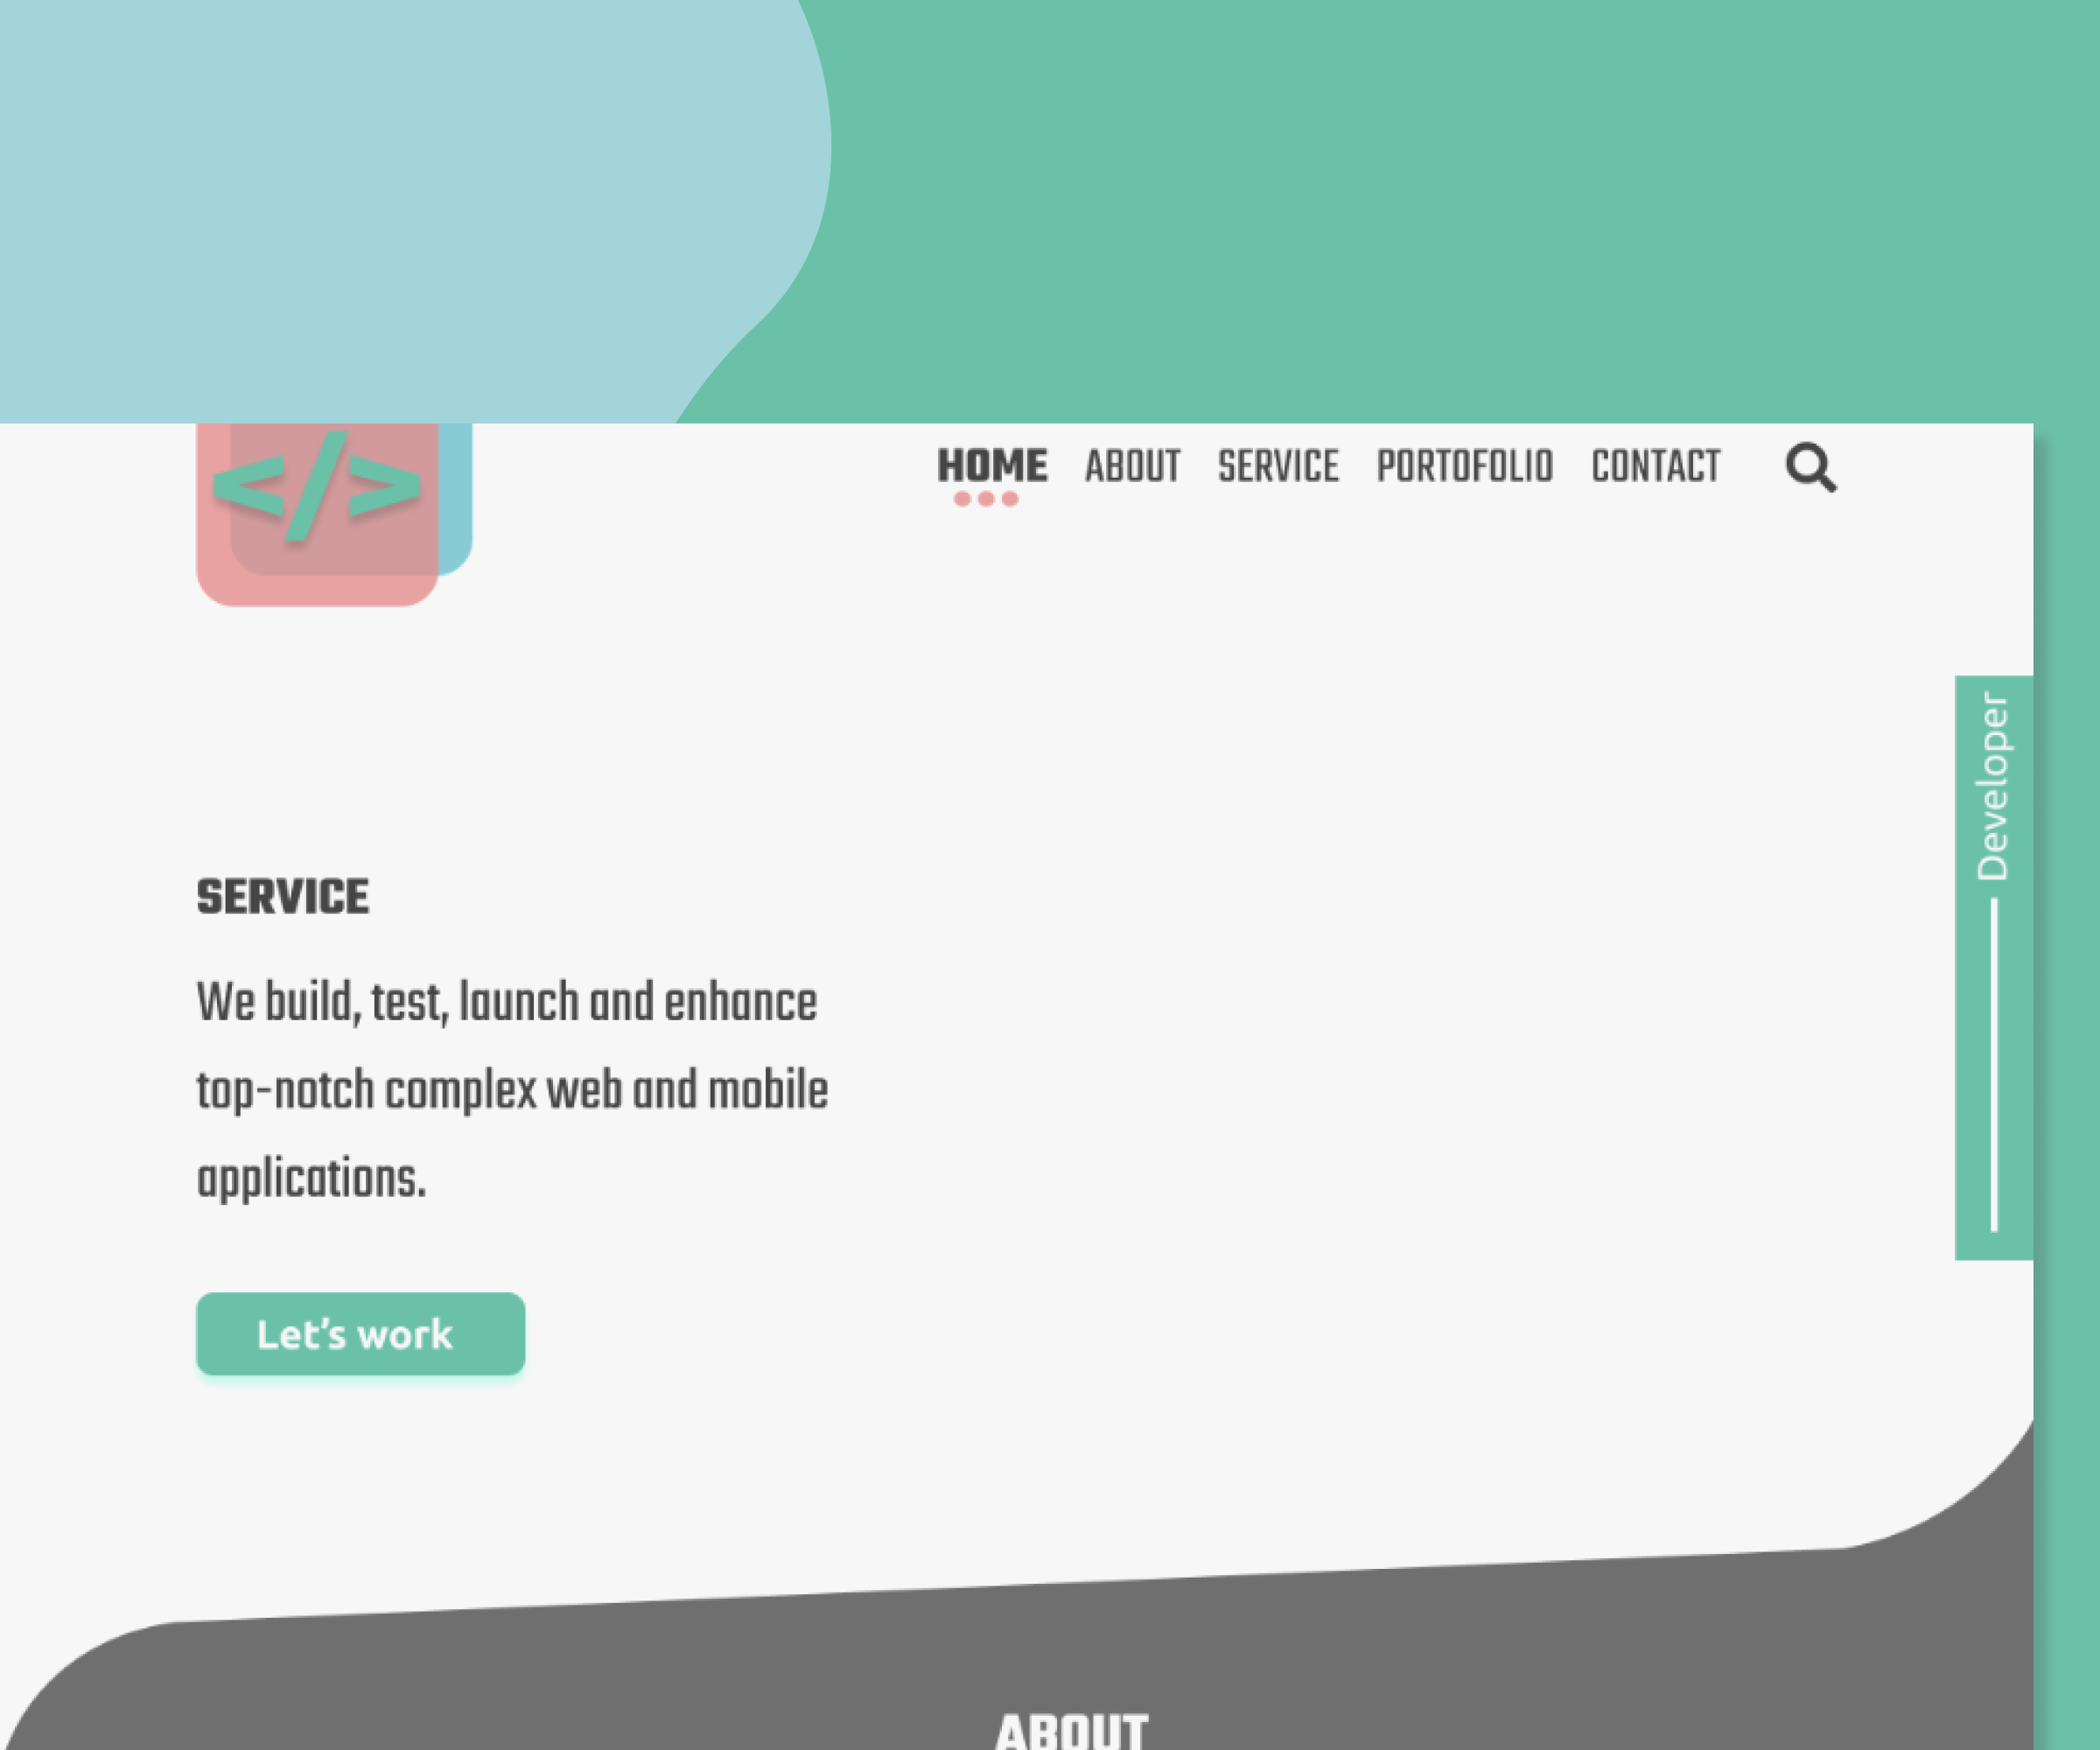 </>
HOME ABOUT SERVICE PORTOFOLIO CONTACT
Developer
SERVICE
We build, test, launch and enhance
top-notch complex web and mobile
applications.
Let’s work
ABOUT